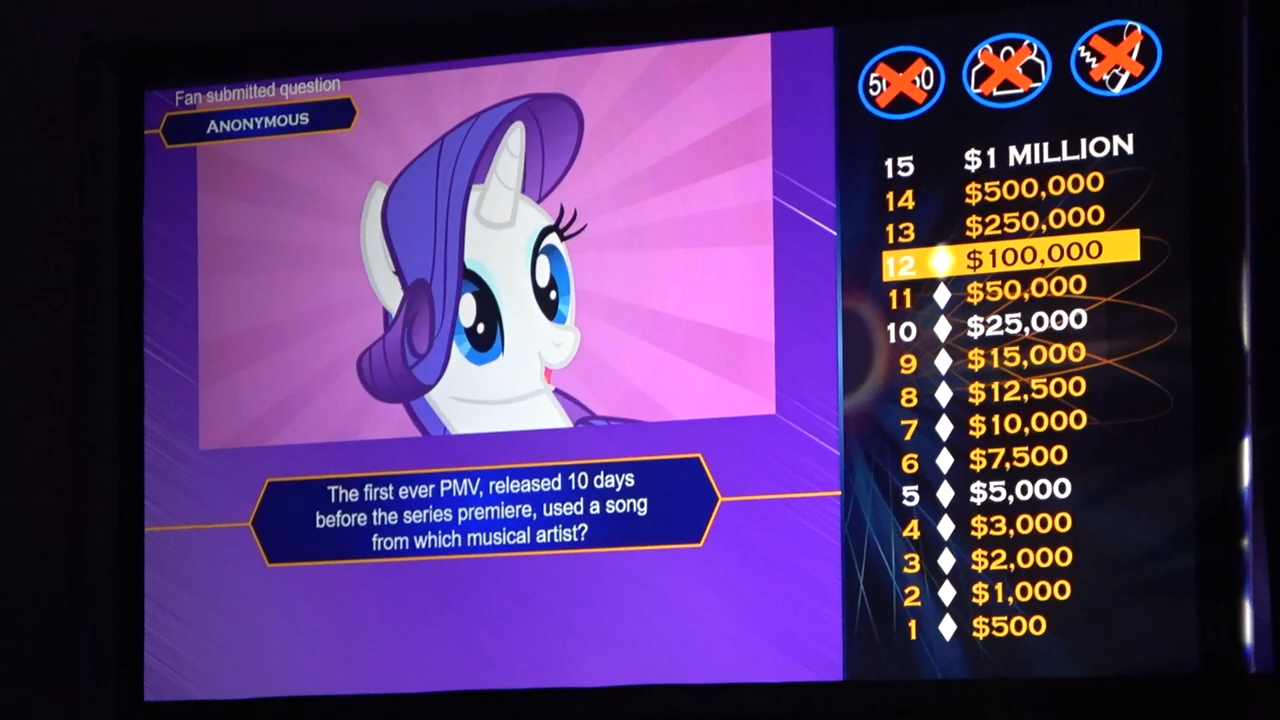 Fan submitted question
ANONYMOUS
The first ever PMV, released 10 days
before the series premiere, used a song
from which musical artist?
15 $1 MILLION
14 $500,000
13 $250,000
12 $100,000
11 $50,000
10 $25,000
9 $15,000
8 $12,500
7 $10,000
6 $7,500
5 $5,000
4 $3,000
3 $2,000
2 $1,000
1 $500